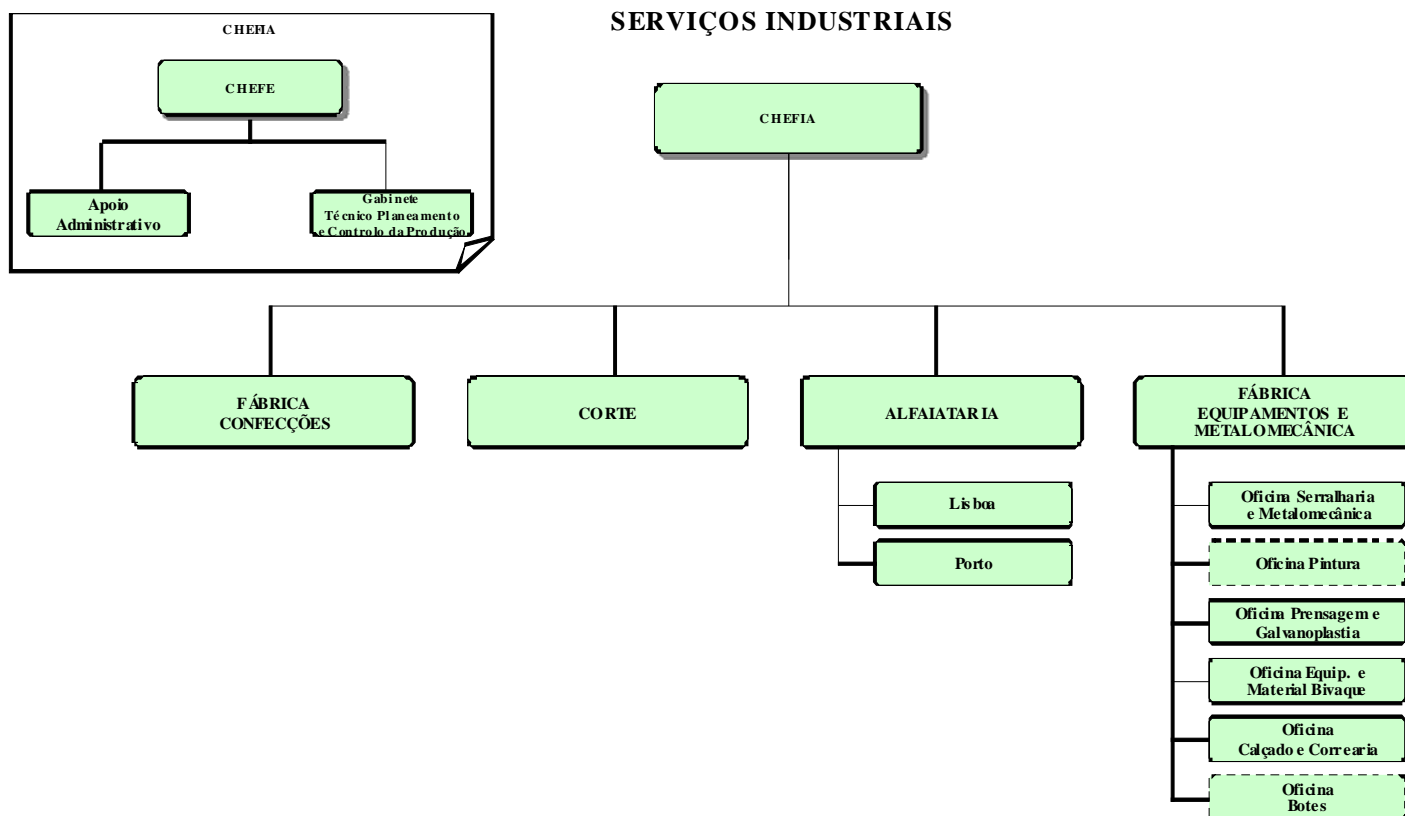 SERVIÇOS INDUSTRIAIS
CHEFIA
CHEFE
Apoio
Administrativo
Gabinete
Técnico Planeamento
e Controlo da Produção
CHEFIA
FÁBRICA
CONFECÇÕES
CORTE
ALFAIATARIA
Lisboa
Porto
FÁBRICA
EQUIPAMENTOS E
METALOMECÂNICA
Oficina Serralharia
e Metalomecânica
Oficina Pintura
Oficina Prensagem e
Galvanoplastia
Oficina Equip. e
Material Bivaque
Oficina
Calçado e Correaria
Oficina
Botes